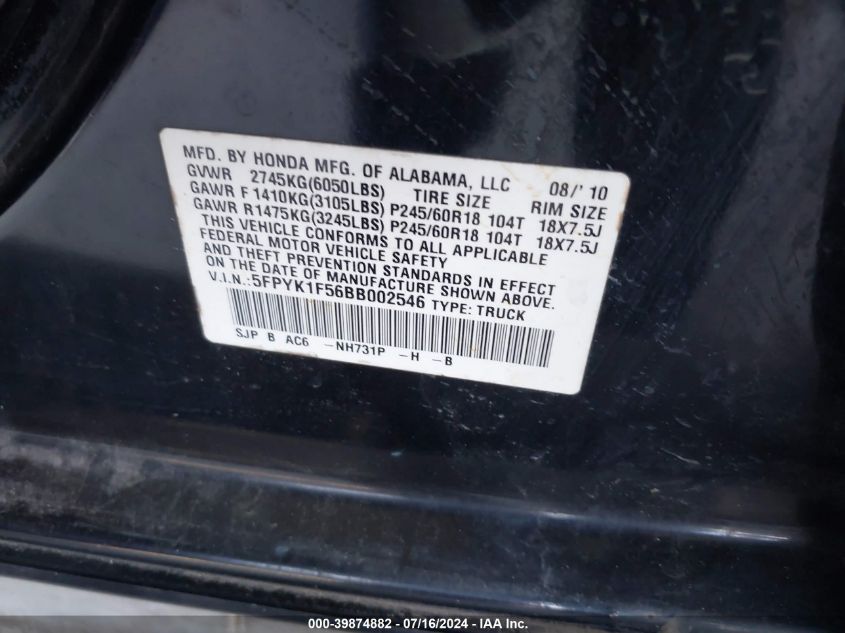 MFD. BY HONDA MFG. OF ALABAMA, LLC 08/' 10
GVWR 2745KG(6050LBS) TIRE SIZE RIM SIZE
GAWR F 1410KG(3105LBS) P245/60R18 104T 18X7.5J
GAWR R1475KG(3245LBS) P245/60R18 104T 18X7.5J
THIS VEHICLE CONFORMS TO ALL APPLICABLE
FEDERAL MOTOR VEHICLE SAFETY
AND THEFT PREVENTION STANDARDS IN EFFECT
ON THE DATE OF MANUFACTURE SHOWN ABOVE.
V.I.N.:5FPYK1F56BB002546 TYPE: TRUCK
SJP B AC6 -NH731P -H -B
000-39874882 - 07/16/2024 - IAA Inc.